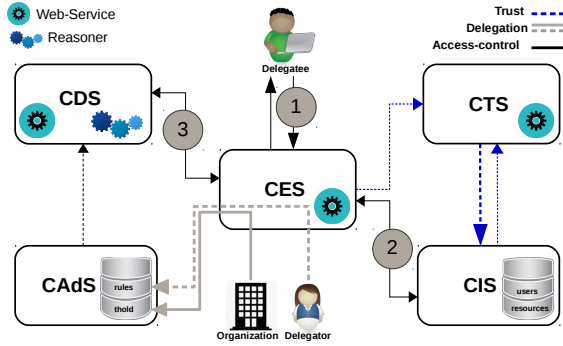 Web-Service
Reasoner
Trust
Delegation
Access-control
Delegatee
1
CDS
3
CTS
CES
2
CAdS
rules
thold
Organization
Delegator
CIS
users
resources